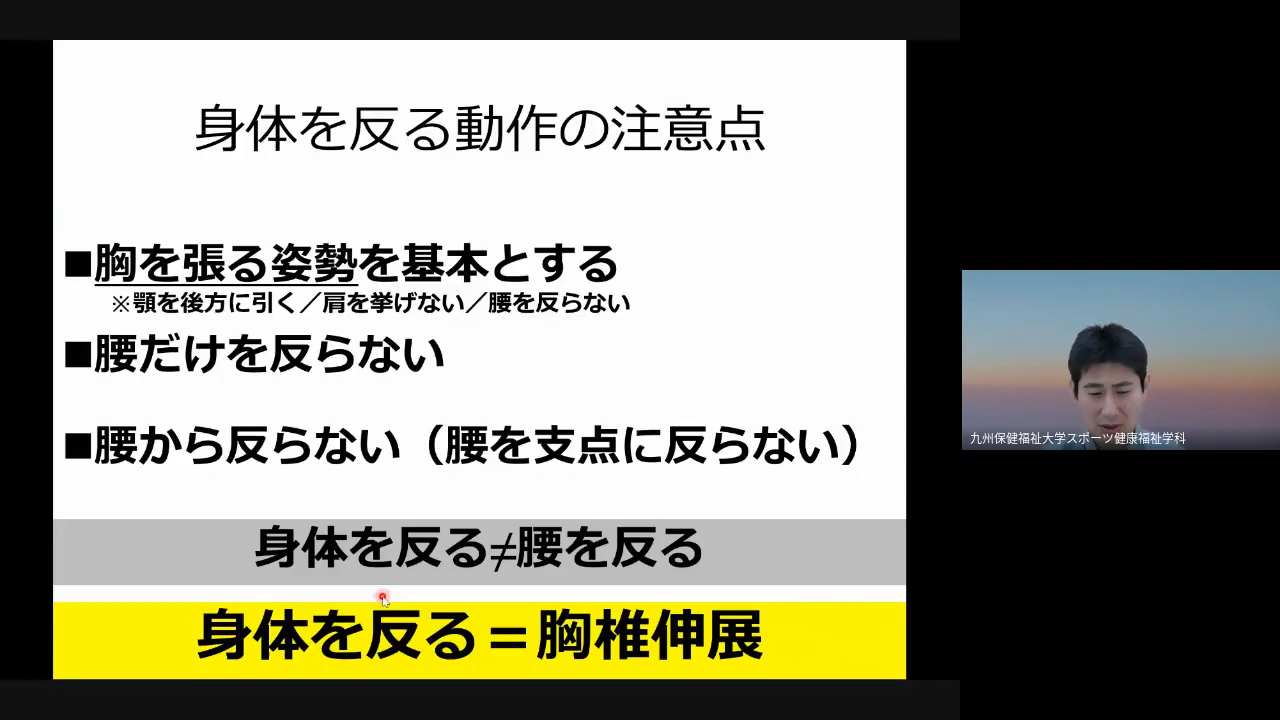 身体を反る動作の注意点
■胸を張る姿勢を基本とする
※顎を後方に引く／肩を挙げない／腰を反らない
■腰だけを反らない
■腰から反らない（腰を支点に反らない）
身体を反る≠腰を反る
身体を反る＝胸椎伸展
九州保健福祉大学スポーツ健康福祉学科